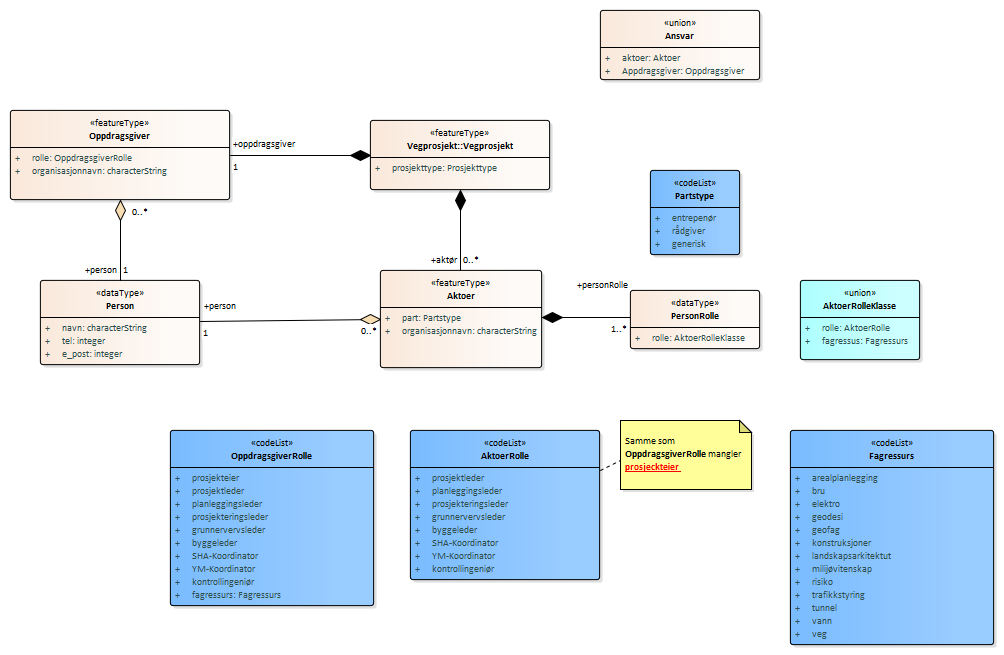 «union»
Ansvar
+ aktoer: Aktoer
+ Appdragsgiver: Oppdragsgiver
«featureType»
Oppdragsgiver
+ rolle: OppdragsgiverRolle
+ organisasjonnavn: characterString
+oppdragsgiver
1
«featureType»
Vegprosjekt::Vegprosjekt
+ prosjekttype: Prosjekttype
«codeList»
Partstype
+ entrepenør
+ rådgiver
+ generisk
0..*
+person 1
+aktør 0..*
«dataType»
Person
+ navn: characterString
+ tel: integer
+ e_post: integer
+person
1
0..*
«featureType»
Aktoer
+ part: Partstype
+ organisasjonnavn: characterString
+personRolle
1..*
«dataType»
PersonRolle
+ rolle: AktoerRolleKlasse
«union»
AktoerRolleKlasse
+ rolle: AktoerRolle
+ fagressus: Fagressurs
«codeList»
OppdragsgiverRolle
+ prosjekteier
+ prosjektleder
+ planleggingsleder
+ prosjekteringsleder
+ grunnervervsleder
+ byggeleder
+ SHA-Koordinator
+ YM-Koordinator
+ kontrollingeniør
+ fagressurs: Fagressurs
«codeList»
AktoerRolle
+ prosjektleder
+ planleggingsleder
+ prosjekteringsleder
+ grunnervervsleder
+ byggeleder
+ SHA-Koordinator
+ YM-Koordinator
+ kontrollingeniør
Samme som
OppdragsgiverRolle mangler
prosjeckteier
«codeList»
Fagressurs
+ arealplanlegging
+ bru
+ elektro
+ geodesi
+ geofag
+ konstruksjoner
+ landskapsarkitektut
+ milijøvitenskap
+ risiko
+ trafikkstyring
+ tunnel
+ vann
+ veg